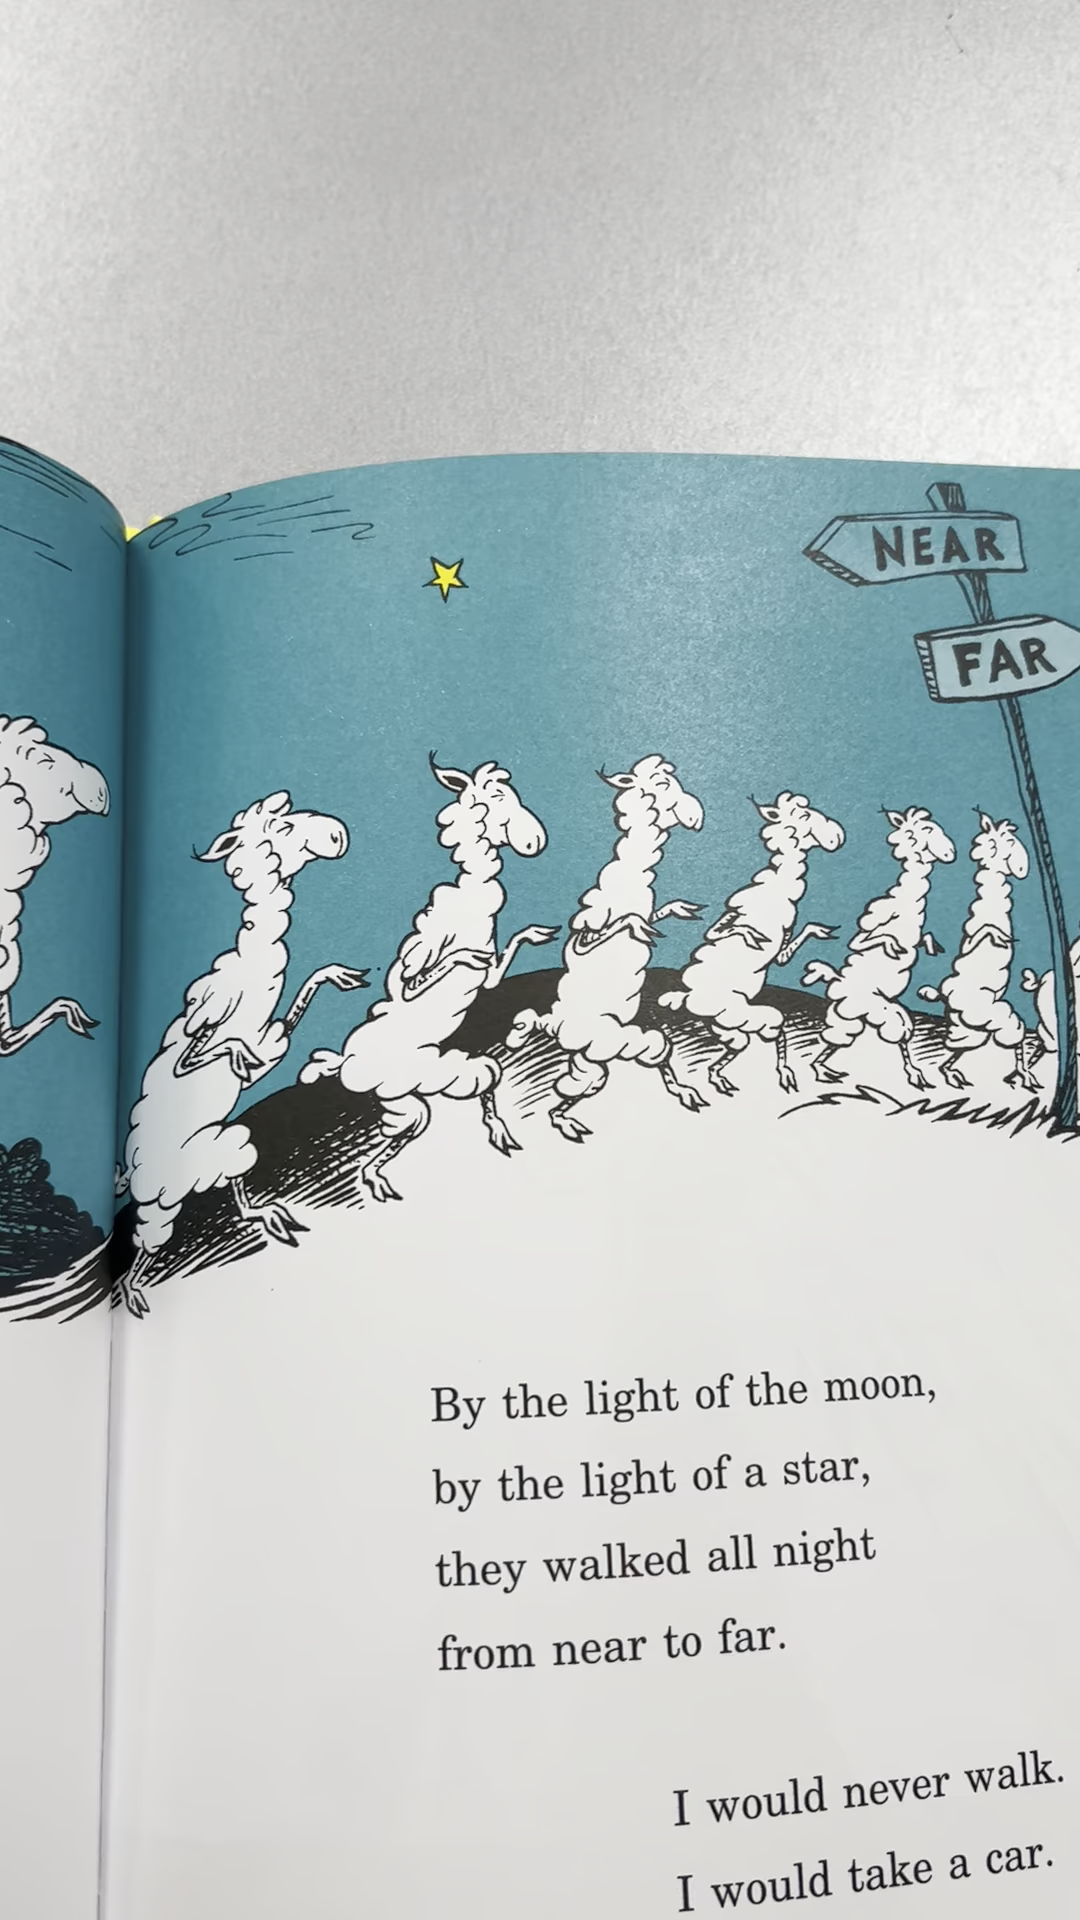 NEAR
FAR
By the light of the moon,
by the light of a star,
they walked all night
from near to far.
I would never walk.
I would take a car.